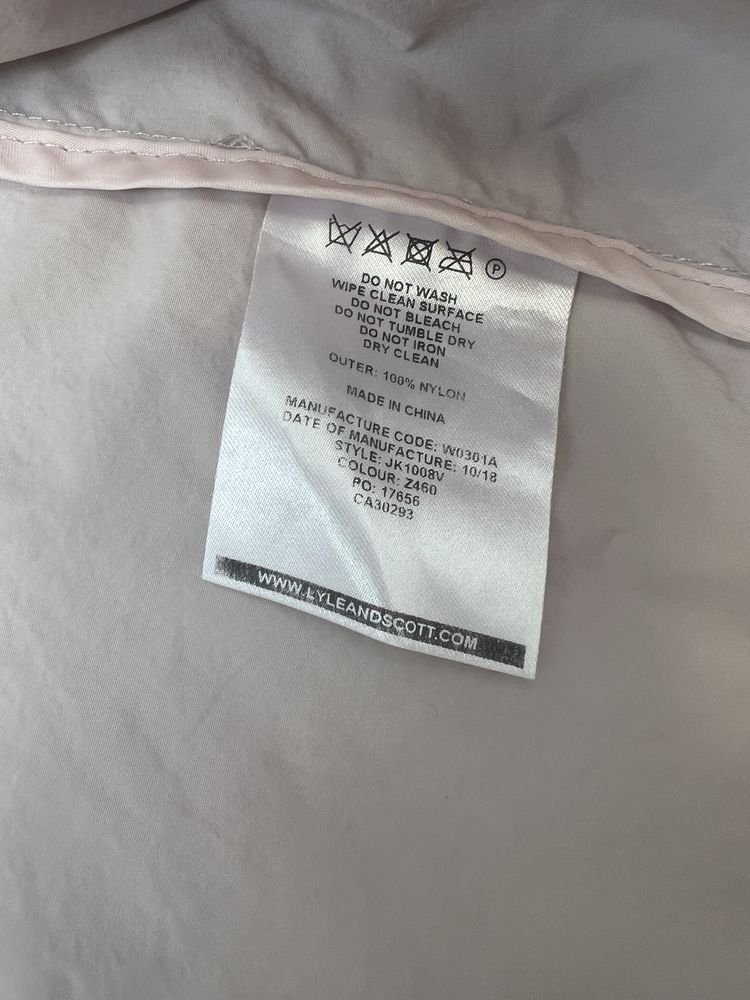 P
DO NOT WASH
WIPE CLEAN SURFACE
DO NOT BLEACH
DO NOT TUMBLE DRY
DO NOT IRON
DRY CLEAN
OUTER: 100% NYLON
MADE IN CHINA
MANUFACTURE CODE: W0301A
DATE OF MANUFACTURE: 10/18
STYLE: JK1008V
COLOUR: Z460
PO: 17656
CA30293
WWW.LYLEANDSCOTT.COM